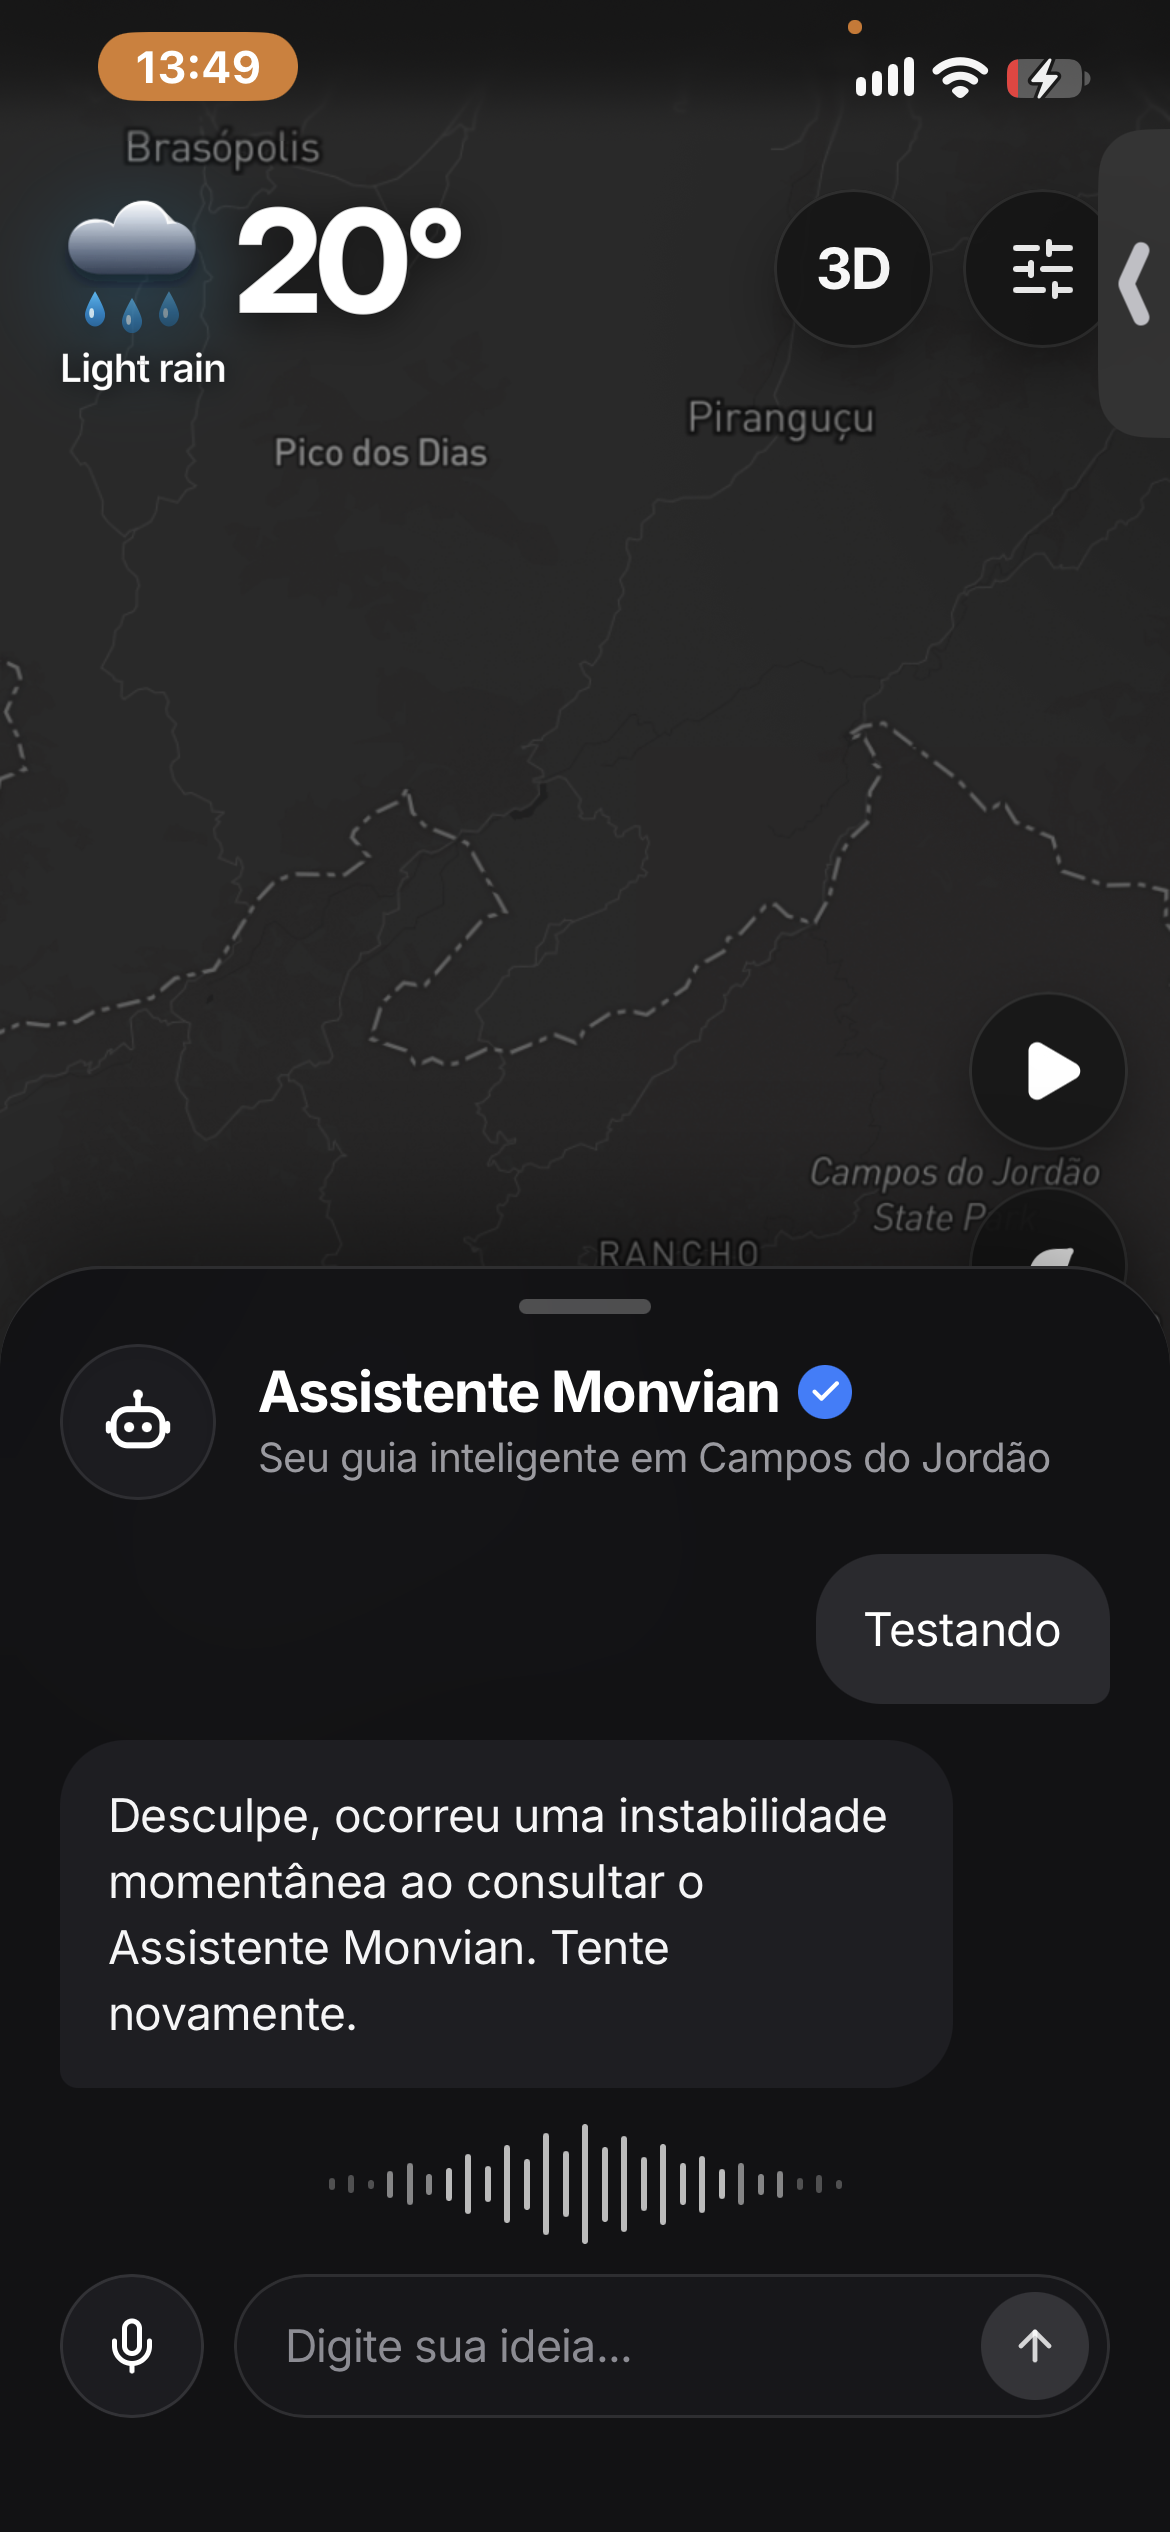 13:49
Brasópolis
20°
3D
Light rain
Piranguçu
Pico dos Dias
Campos do Jordão
State P
RANCHO
Assistente Monvian
Seu guia inteligente em Campos do Jordão
Testando
Desculpe, ocorreu uma instabilidade
momentânea ao consultar o
Assistente Monvian. Tente
novamente.
Digite sua ideia...